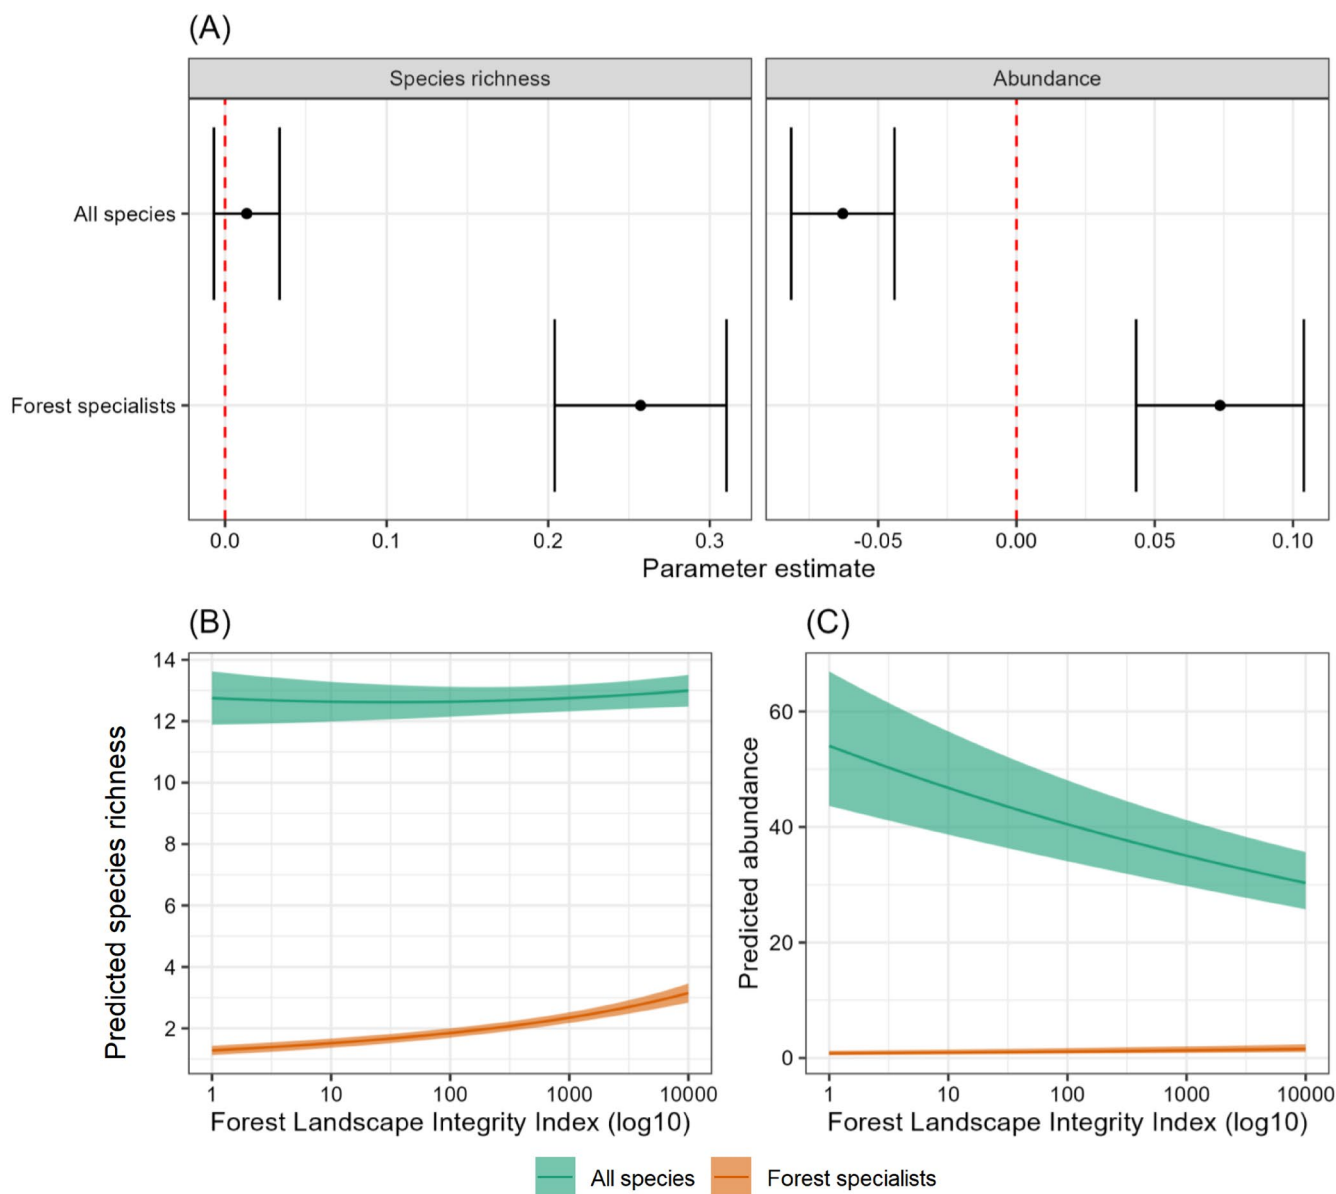 (A)
Species richness
Abundance
All species
Forest specialists
0.0 0.1 0.2 0.3
-0.05 0.00 0.05 0.10
Parameter estimate
(B)
Predicted species richness
14
12
10
8
6
4
2
1 10 100 1000 10000
Forest Landscape Integrity Index (log10)
(C)
Predicted abundance
60
40
20
0
1 10 100 1000 10000
Forest Landscape Integrity Index (log10)
All species Forest specialists